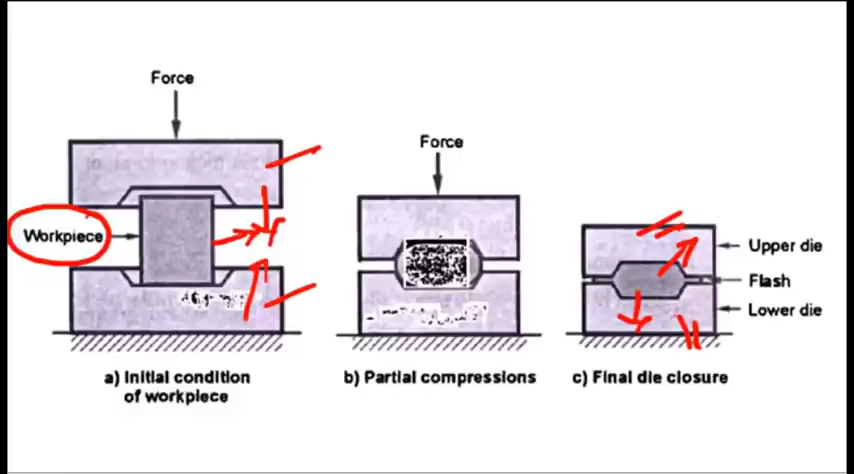 Force
Force
Workpiece
Upper die
Flash
Lower die
a) Initial condition
of workpiece
b) Partial compressions
c) Final die closure